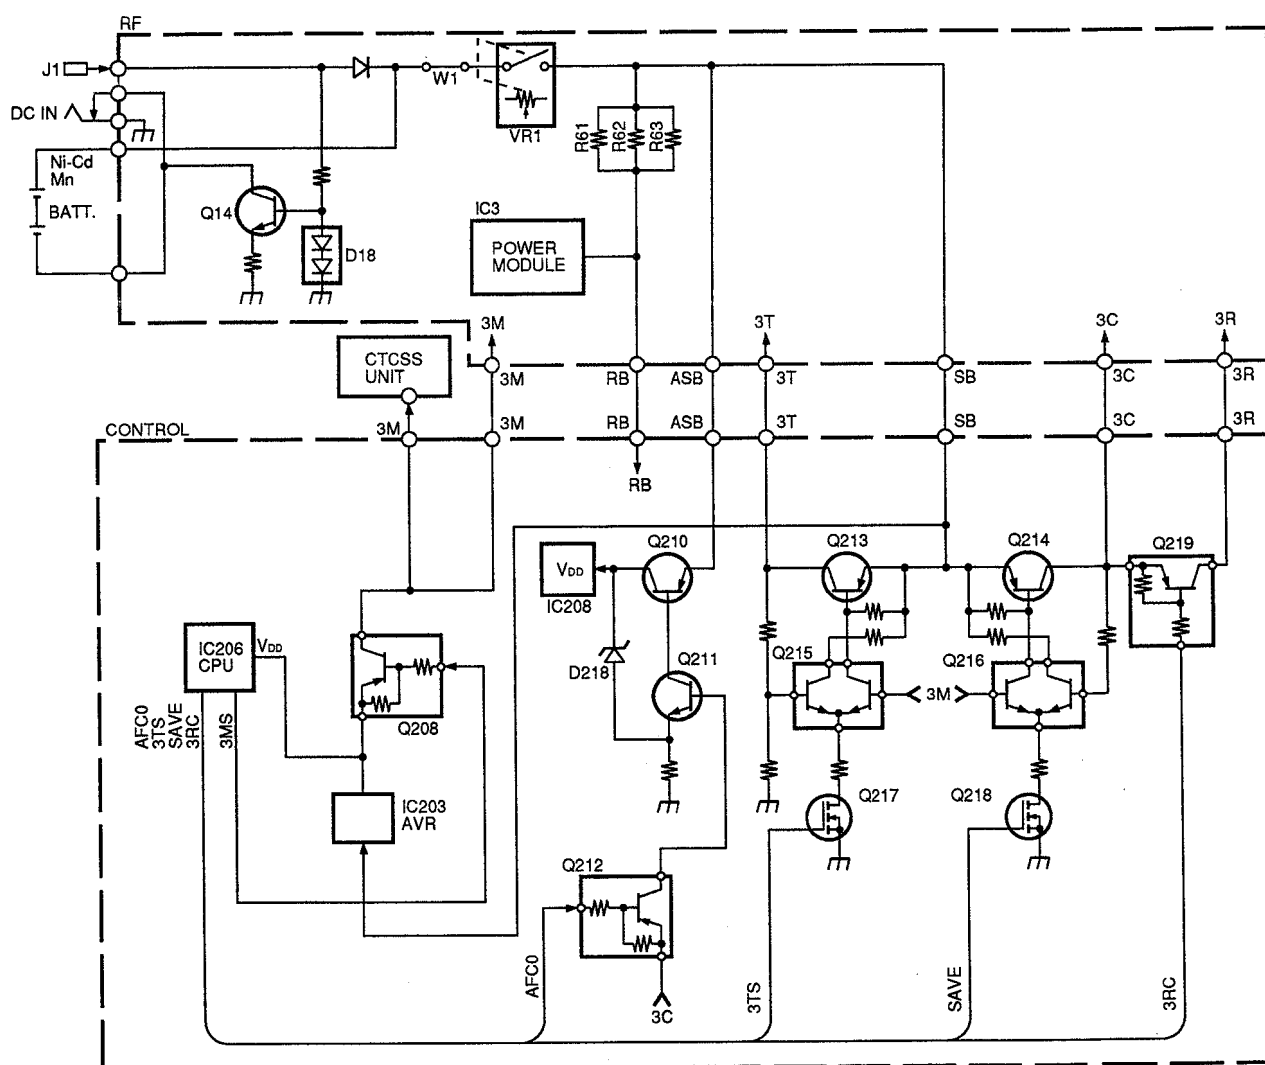 RF
J1
DC IN
Ni-Cd
Mn
BATT.
Q14
D18
W1
VR1
R61
R62
R63
IC3
POWER
MODULE
3M
3T
3C
3R
CTCSS
UNIT
3M
RB
ASB
3T
SB
3C
3R
CONTROL
3M
3M
RB
ASB
3T
SB
3C
3R
RB
Q210
Q213
Q214
Q219
VDD
IC208
IC206
CPU
VDD
D218
Q211
Q215
3M
Q216
Q208
AFC0
3TS
SAVE
3RC
3MS
IC203
AVR
Q217
Q218
Q212
AFC0
3C
3TS
SAVE
3RC